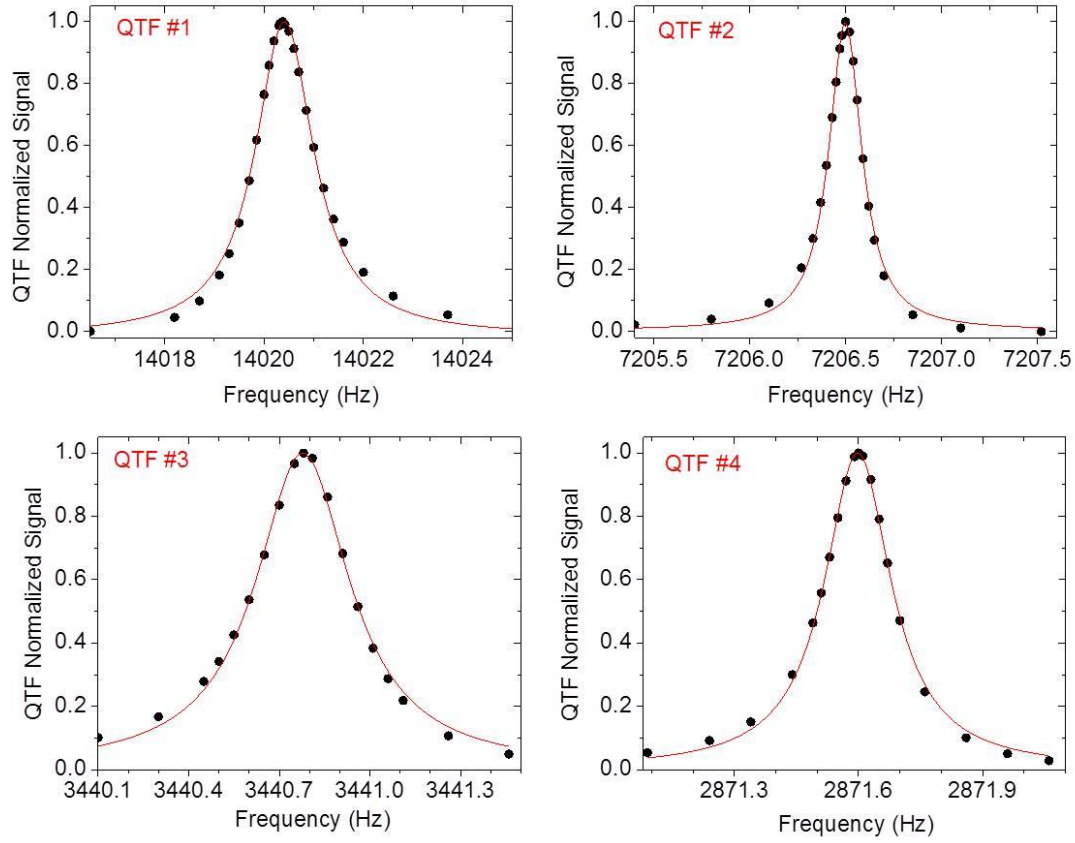 QTF #1
QTF Normalized Signal
1.0
0.8
0.6
0.4
0.2
0.0
14018 14020 14022 14024
Frequency (Hz)
QTF #2
QTF Normalized Signal
1.0
0.8
0.6
0.4
0.2
0.0
7205.5 7206.0 7206.5 7207.0 7207.5
Frequency (Hz)
QTF #3
QTF Normalized Signal
1.0
0.8
0.6
0.4
0.2
0.0
3440.1 3440.4 3440.7 3441.0 3441.3
Frequency (Hz)
QTF #4
QTF Normalized Signal
1.0
0.8
0.6
0.4
0.2
0.0
2871.3 2871.6 2871.9
Frequency (Hz)